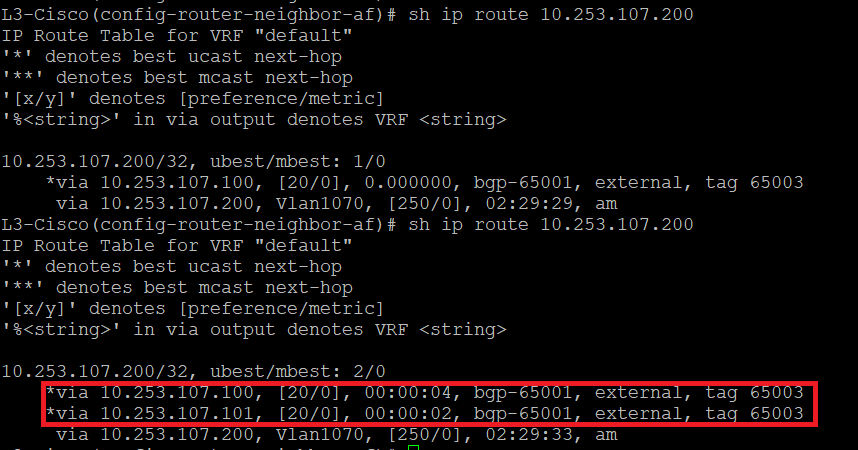 L3-Cisco(config-router-neighbor-af)# sh ip route 10.253.107.200
IP Route Table for VRF "default"
'*' denotes best ucast next-hop
'**' denotes best mcast next-hop
'[x/y]' denotes [preference/metric]
'%<string>' in via output denotes VRF <string>
10.253.107.200/32, ubest/mbest: 1/0
*via 10.253.107.100, [20/0], 0.000000, bgp-65001, external, tag 65003
via 10.253.107.200, Vlan1070, [250/0], 02:29:29, am
L3-Cisco(config-router-neighbor-af)# sh ip route 10.253.107.200
IP Route Table for VRF "default"
'*' denotes best ucast next-hop
'**' denotes best mcast next-hop
'[x/y]' denotes [preference/metric]
'%<string>' in via output denotes VRF <string>
10.253.107.200/32, ubest/mbest: 2/0
*via 10.253.107.100, [20/0], 00:00:04, bgp-65001, external, tag 65003
*via 10.253.107.101, [20/0], 00:00:02, bgp-65001, external, tag 65003
via 10.253.107.200, Vlan1070, [250/0], 02:29:33, am